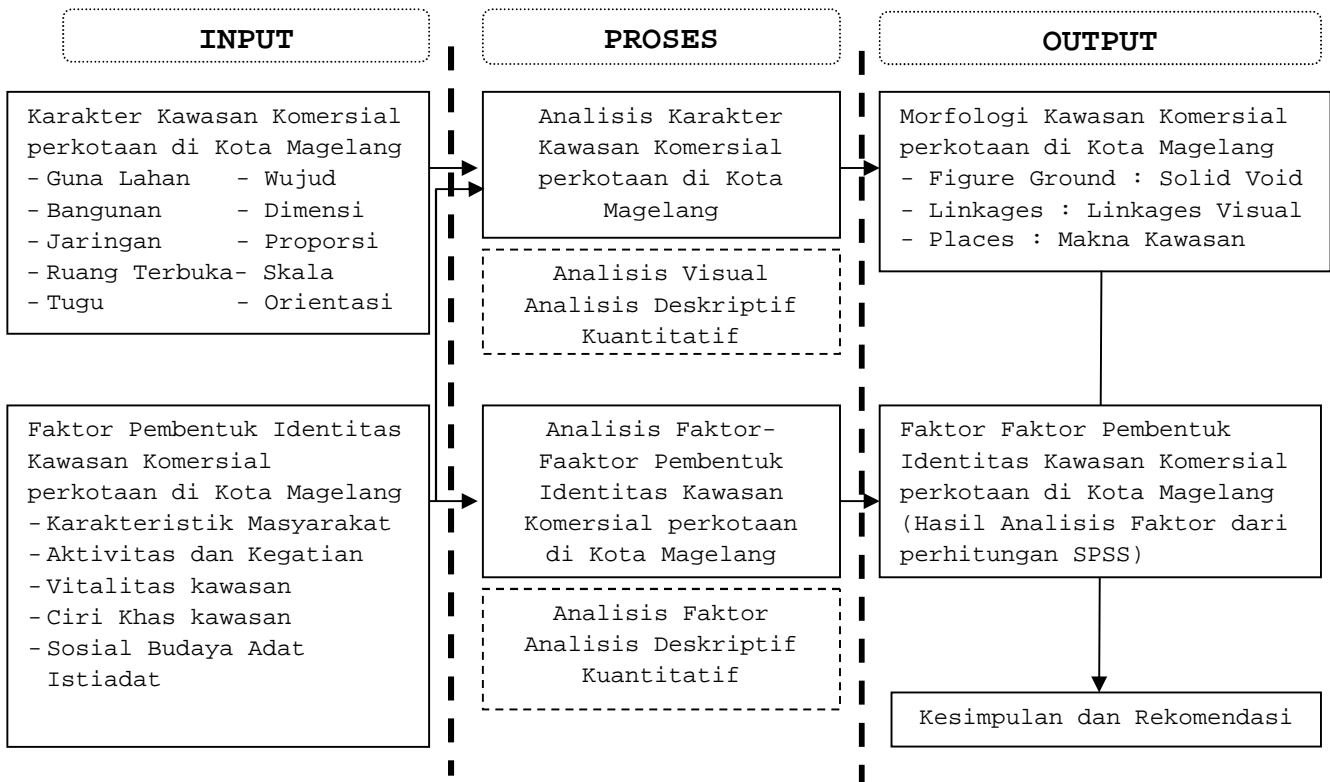 INPUT
PROSES
OUTPUT
Karakter Kawasan Komersial
perkotaan di Kota Magelang
- Guna Lahan - Wujud
- Bangunan - Dimensi
- Jaringan - Proporsi
- Ruang Terbuka- Skala
- Tugu - Orientasi
Analisis Karakter
Kawasan Komersial
perkotaan di Kota
Magelang
Analisis Visual
Analisis Deskriptif
Kuantitatif
Morfologi Kawasan Komersial
perkotaan di Kota Magelang
- Figure Ground : Solid Void
- Linkages : Linkages Visual
- Places : Makna Kawasan
Faktor Pembentuk Identitas
Kawasan Komersial
perkotaan di Kota Magelang
- Karakteristik Masyarakat
- Aktivitas dan Kegatian
- Vitalitas kawasan
- Ciri Khas kawasan
- Sosial Budaya Adat
Istiadat
Analisis Faktor-
Faaktor Pembentuk
Identitas Kawasan
Komersial perkotaan
di Kota Magelang
Analisis Faktor
Analisis Deskriptif
Kuantitatif
Faktor Faktor Pembentuk
Identitas Kawasan Komersial
perkotaan di Kota Magelang
(Hasil Analisis Faktor dari
perhitungan SPSS)
Kesimpulan dan Rekomendasi